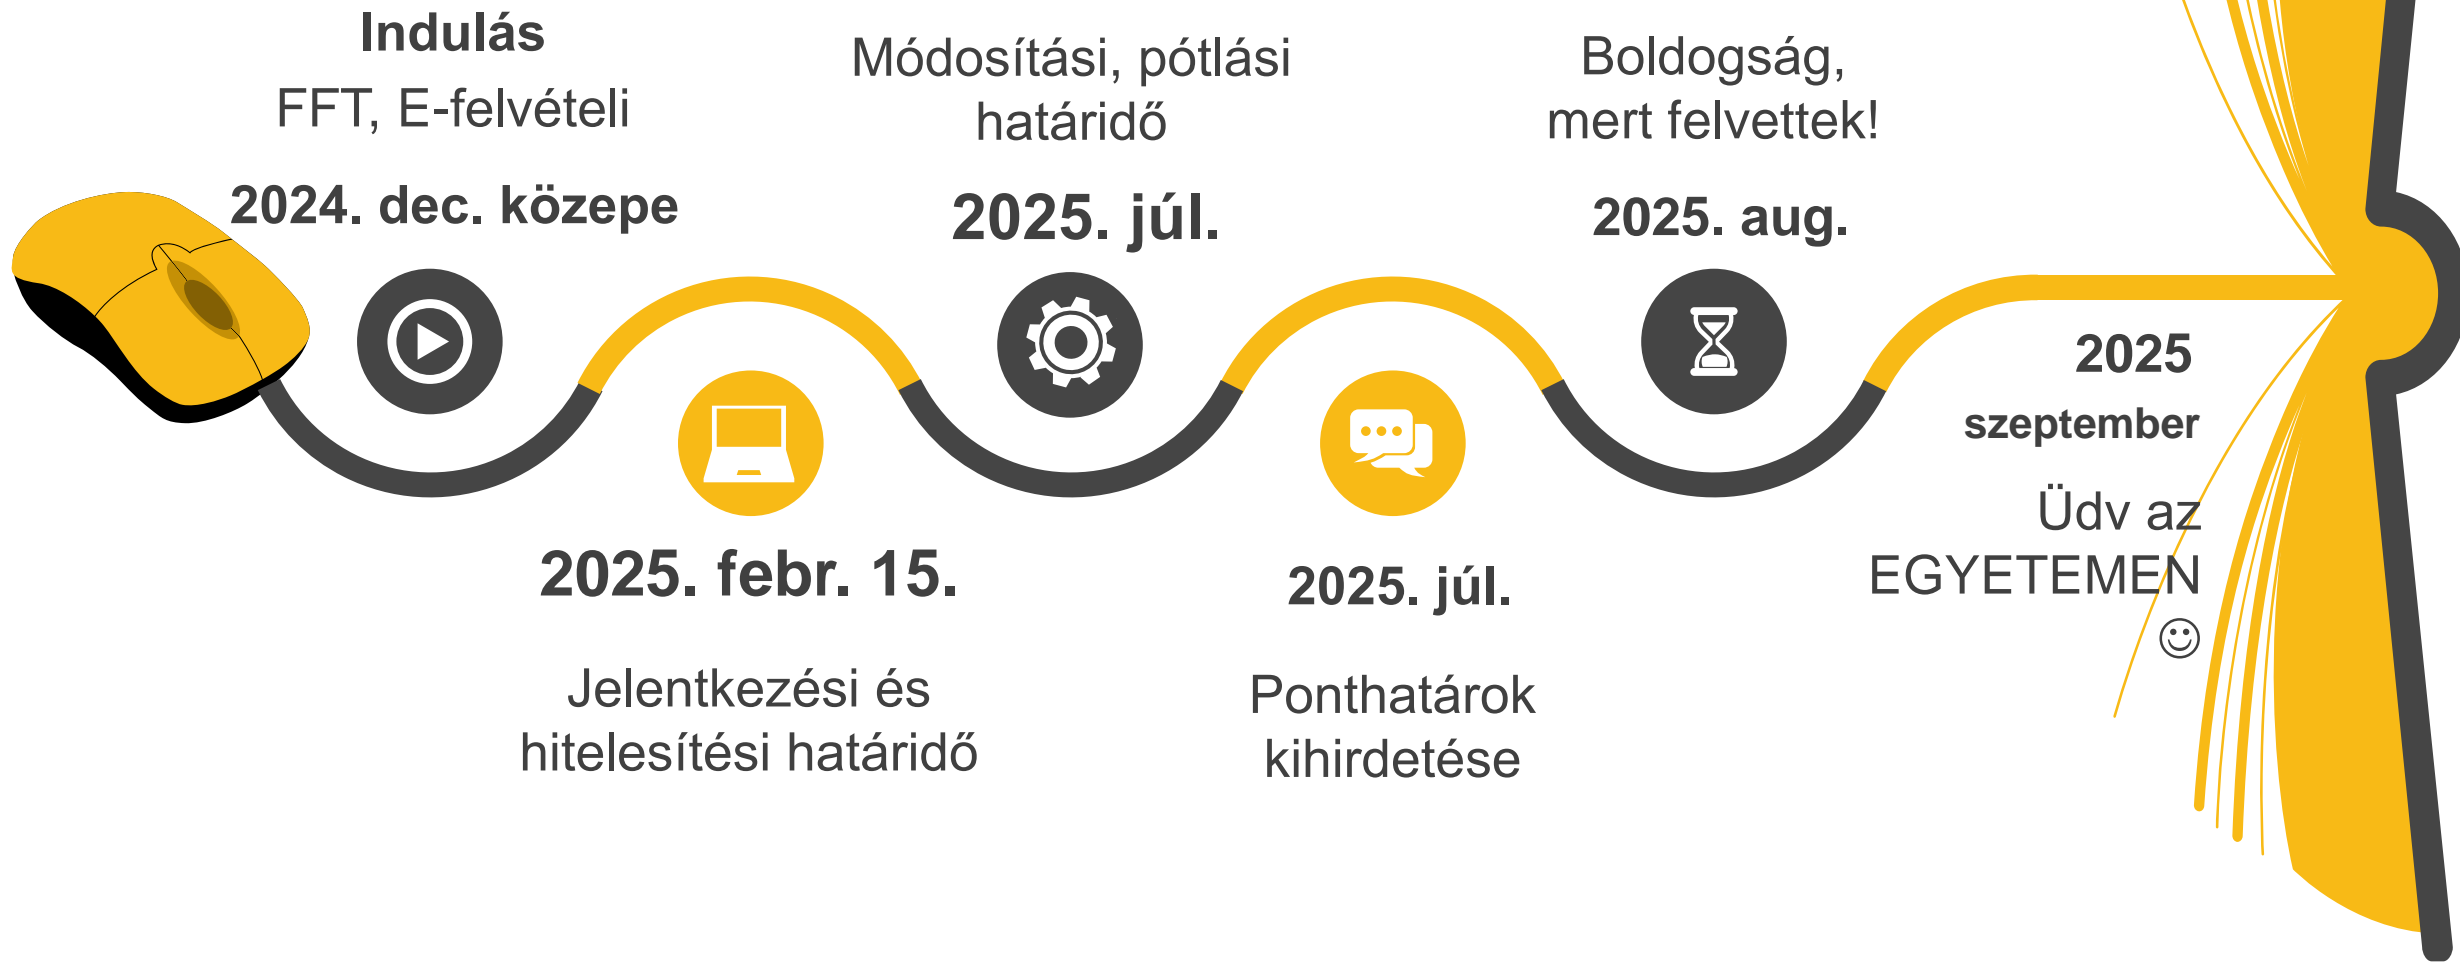 Indulás
FFT, E-felvételi
2024. dec. közepe
2025. febr. 15.
Jelentkezési és
hitelesítési határidő
Módosítási, pótlási
határidő
2025. júl.
2025. júl.
Ponthatárok
kihirdetése
Boldogság,
mert felvettek!
2025. aug.
2025
szeptember
Üdv az
EGYETEMEN
☺